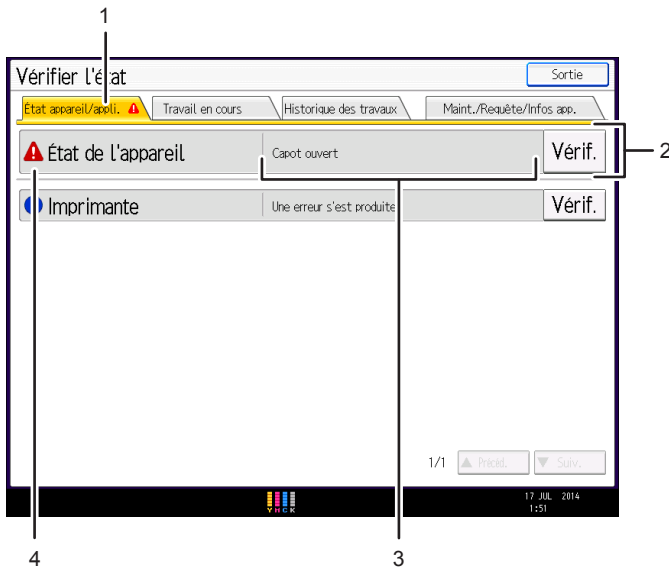 1
Vérifier l'état
Sortie
État appareil/appli.
Travail en cours
Historique des travaux
Maint./Requête/Infos app.
État de l'appareil
Capot ouvert
Vérif.
2
Imprimante
Une erreur s'est produite
Vérif.
1/1
▲ Précéd.
▼ Suiv.
Y M C K
17 JUL 2014
1:51
4
3